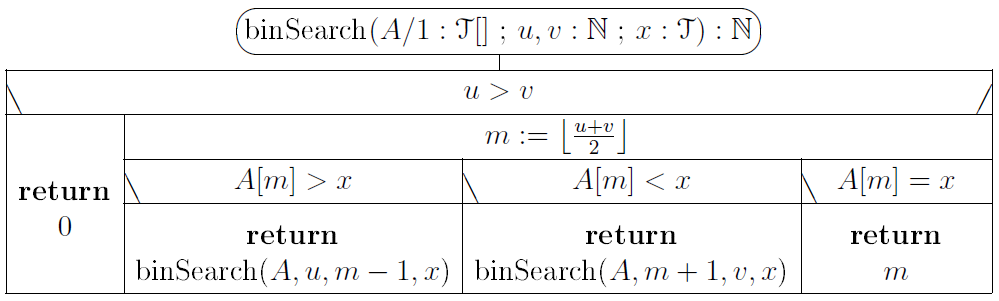 binSearch(A/1 : 𝒯[] ; u, v : ℕ ; x : 𝒯) : ℕ
u > v
m := ⌊(u+v)/2⌋
return
0
A[m] > x
A[m] < x
A[m] = x
return
binSearch(A, u, m − 1, x)
return
binSearch(A, m + 1, v, x)
return
m